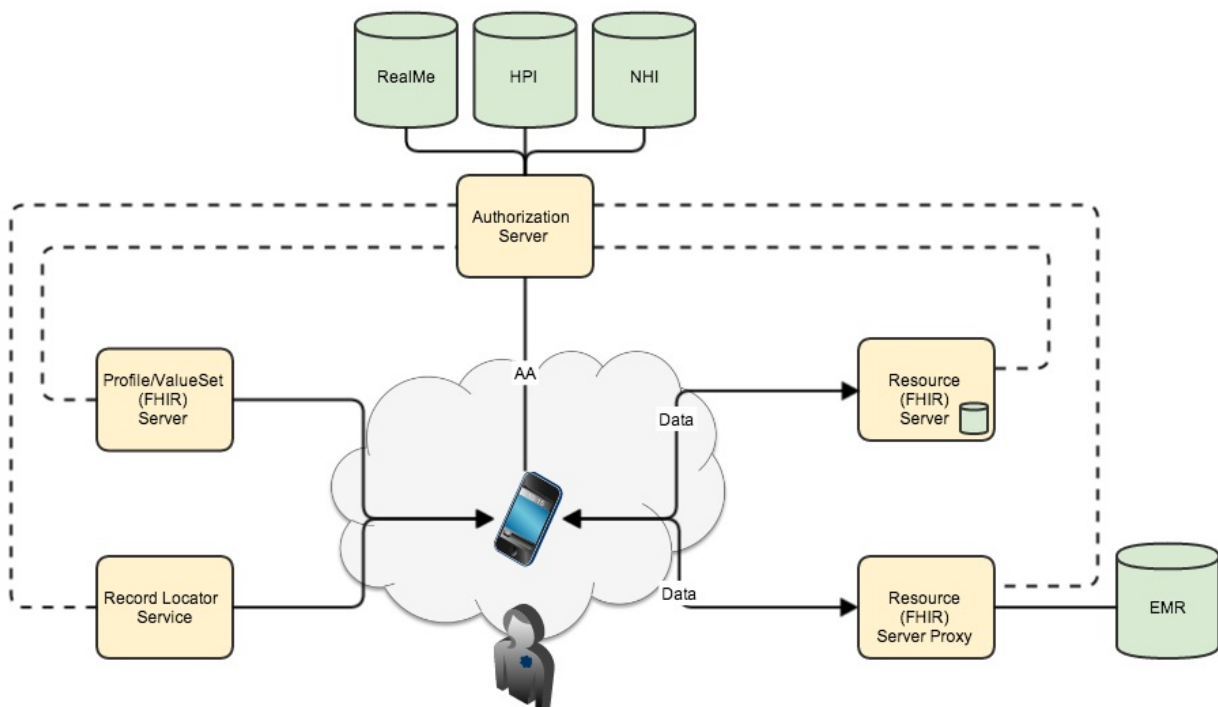 RealMe
HPI
NHI
Authorization
Server
Profile/ValueSet
(FHIR)
Server
AA
Resource
(FHIR)
Server
Data
Record Locator
Service
Data
Resource
(FHIR)
Server Proxy
EMR